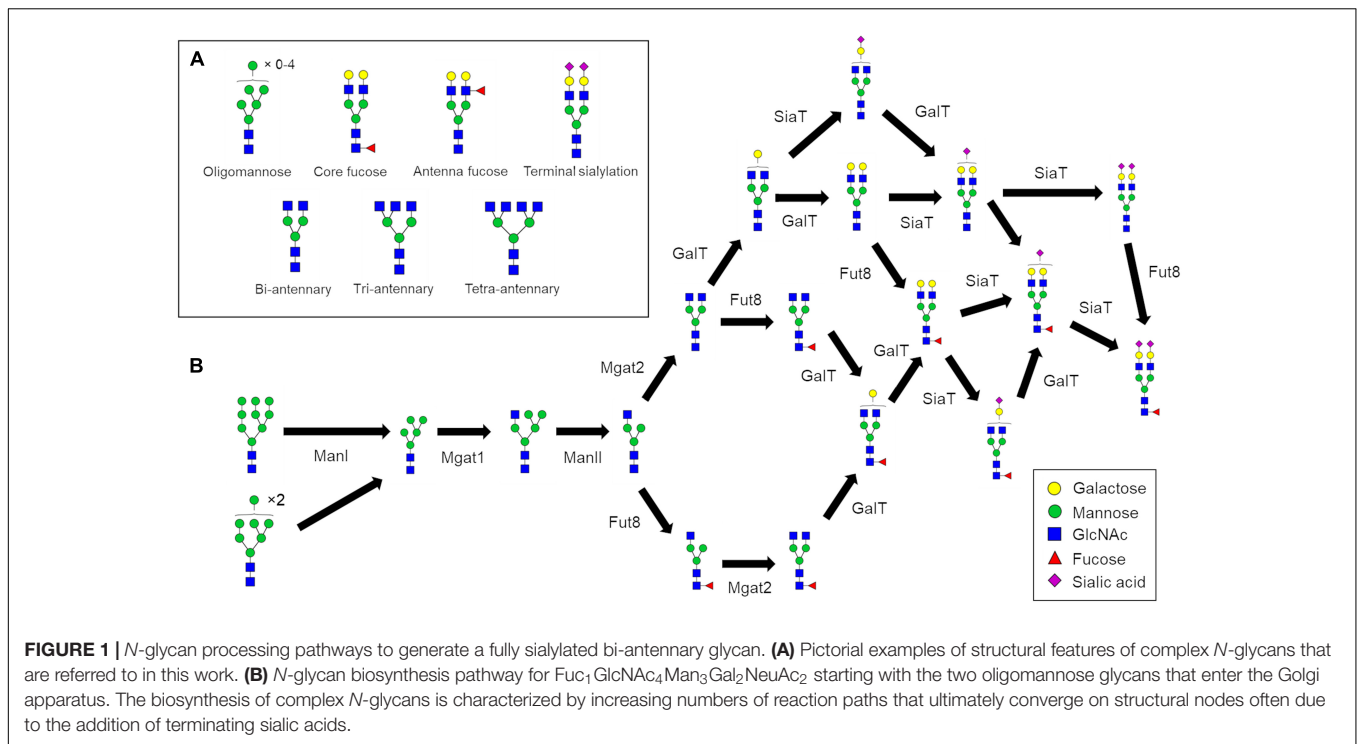 A
× 0-4
Oligomannose
Core fucose
Antenna fucose
Terminal sialylation
Bi-antennary
Tri-antennary
Tetra-antennary
B
ManI
×2
Mgat1
ManII
Mgat2
Fut8
GalT
Fut8
Mgat2
GalT
GalT
SiaT
GalT
GalT
SiaT
Fut8
GalT
SiaT
SiaT
GalT
SiaT
SiaT
Fut8
Galactose
Mannose
GlcNAc
Fucose
Sialic acid
FIGURE 1 | N-glycan processing pathways to generate a fully sialylated bi-antennary glycan. (A) Pictorial examples of structural features of complex N-glycans that
are referred to in this work. (B) N-glycan biosynthesis pathway for Fuc₁GlcNAc₄Man₃Gal₂NeuAc₂ starting with the two oligomannose glycans that enter the Golgi
apparatus. The biosynthesis of complex N-glycans is characterized by increasing numbers of reaction paths that ultimately converge on structural nodes often due
to the addition of terminating sialic acids.